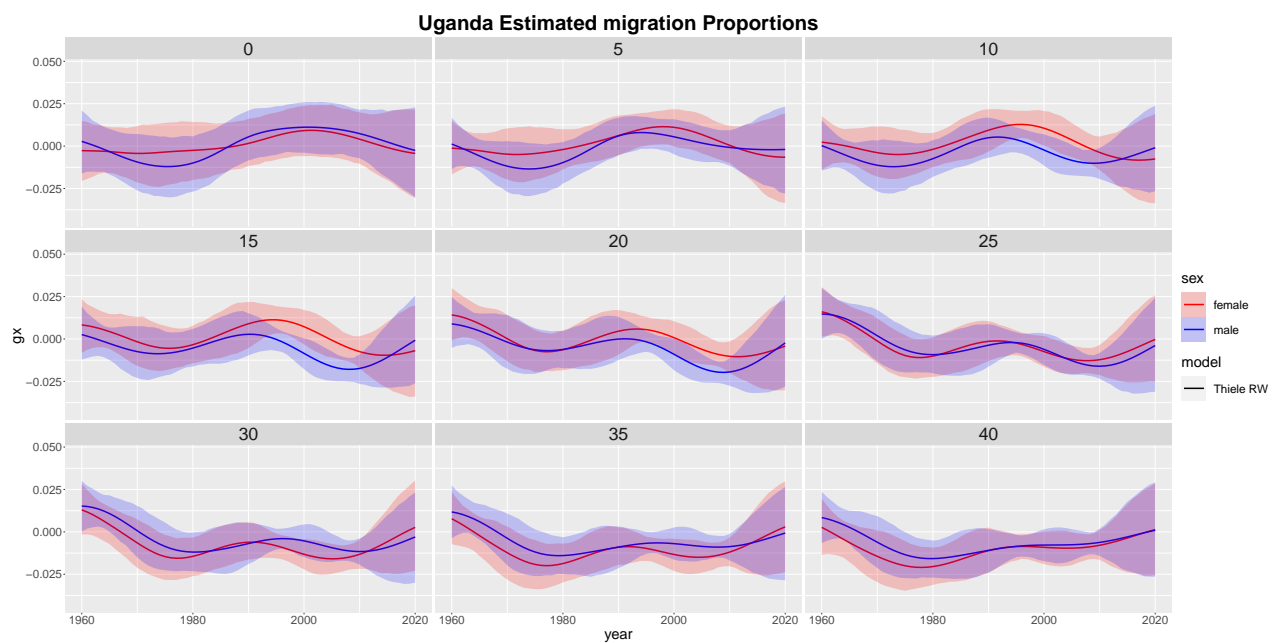 Uganda Estimated migration Proportions
0 5 10
0.050
0.025
0.000
−0.025
15 20 25
0.050
0.025
0.000
−0.025
30 35 40
0.050
0.025
0.000
−0.025
1960 1980 2000 2020 1960 1980 2000 2020 1960 1980 2000 2020
year
gx
sex
female
male
model
Thiele RW